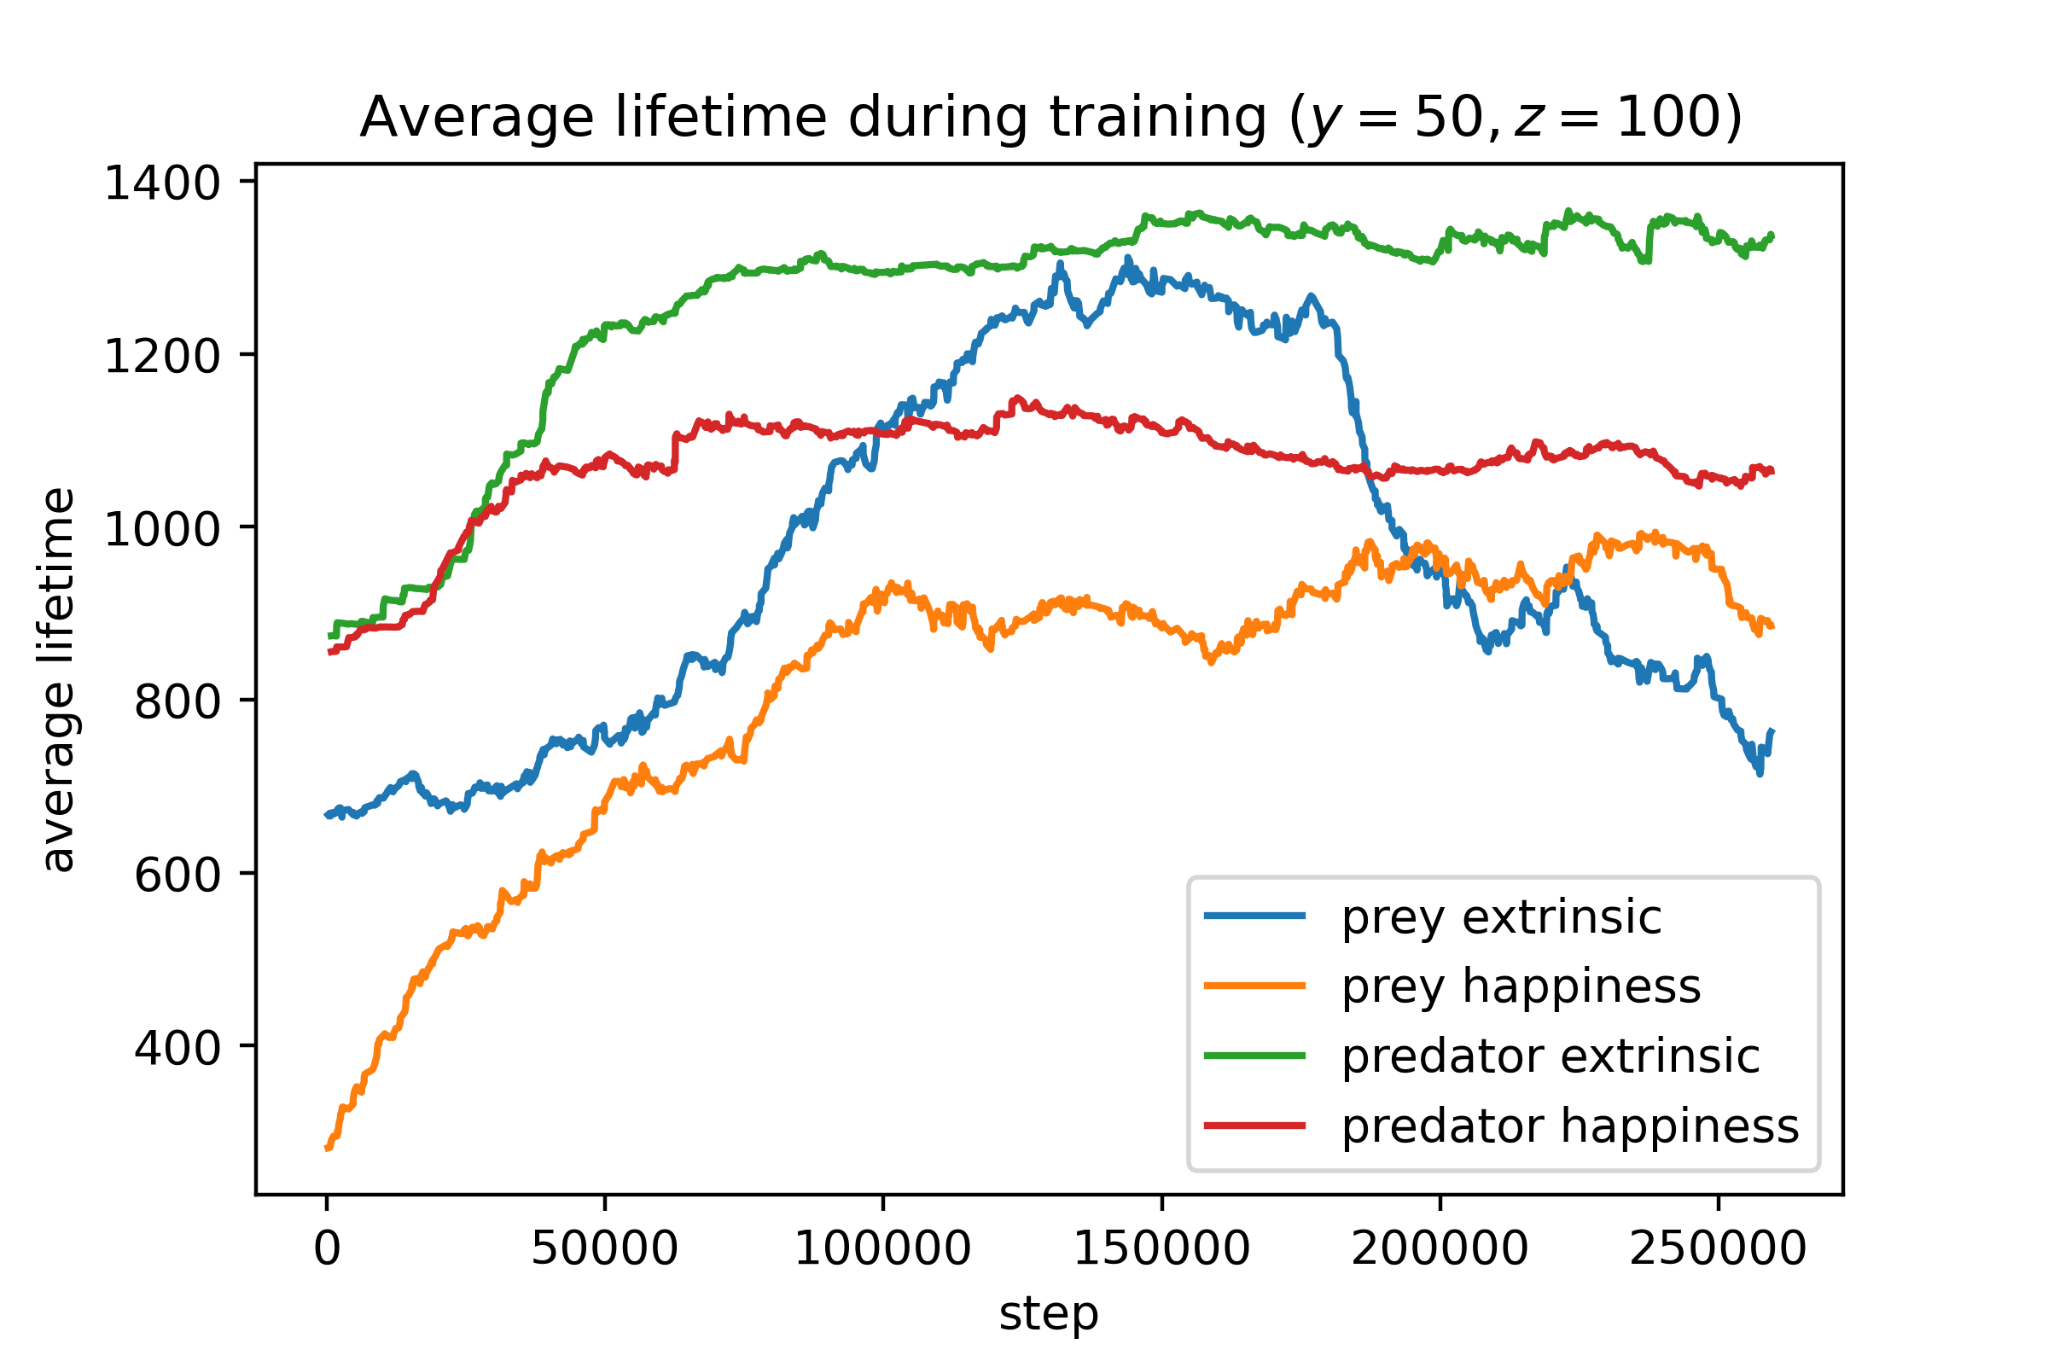 Average lifetime during training (y = 50, z = 100)
1400
1200
1000
800
600
400
average lifetime
0 50000 100000 150000 200000 250000
step
prey extrinsic
prey happiness
predator extrinsic
predator happiness